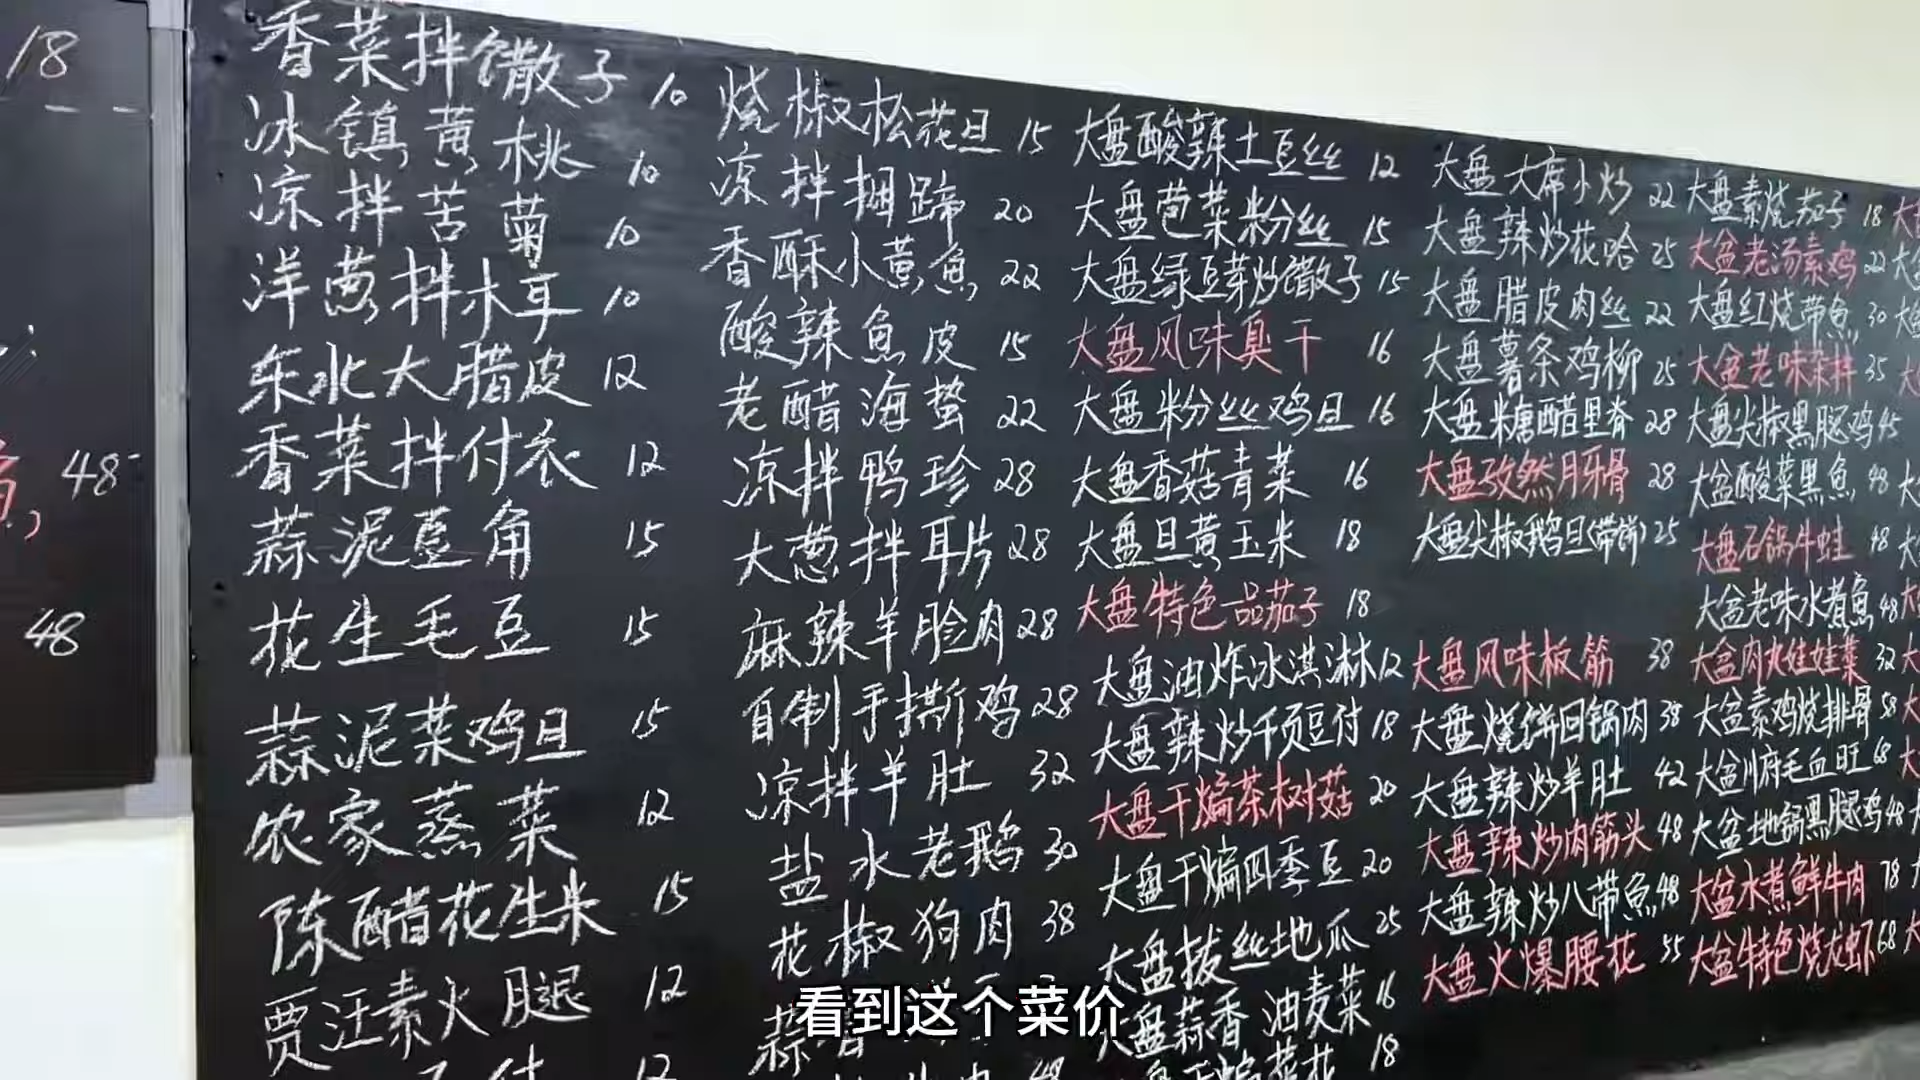 18
48
48
香菜拌馓子 10
冰镇黄桃 10
凉拌苦菊 10
洋葱拌木耳 10
东北大腊皮 12
香菜拌付衣 12
蒜泥豆角 15
花生毛豆 15
蒜泥菜鸡旦 15
农家蒸菜 12
陈醋花生米 15
贾汪素火腿 12
12
烧椒松花旦 15
凉拌捆蹄 20
香酥小黄鱼 22
酸辣鱼皮 15
老醋海蛰 22
凉拌鸭珍 28
大葱拌耳片 28
麻辣羊脸肉 28
自制手撕鸡 28
凉拌羊肚 32
盐水老鹅 30
花椒狗肉 38
蒜香
48
大盘酸辣土豆丝 12
大盘苞菜粉丝 15
大盘绿豆芽炒馓子 15
大盘风味臭干 16
大盘粉丝鸡旦 16
大盘香菇青菜 16
大盘旦黄玉米 18
大盘特色一品茄子 18
大盘油炸冰淇淋 12
大盘辣炒千页豆付 18
大盘干煸茶树菇 20
大盘干煸四季豆 20
大盘拔丝地瓜 25
大盘蒜香油麦菜 16
大盘干煸菜花 18
大盘大席小炒 22
大盘辣炒花哈 25
大盘腊皮肉丝 22
大盘薯条鸡柳 25
大盘糖醋里脊 28
大盘孜然月牙骨 28
大盘尖椒鹅旦(带饼) 25
大盘风味板筋 38
大盘烧饼回锅肉 38
大盘辣炒羊肚 42
大盘辣炒肉筋头 48
大盘辣炒八带鱼 48
大盘火爆腰花 55
大盘素烧茄子 18
大盆老汤素鸡 22
大盘红烧带鱼 30
大盆老味杂拌 35
大盘尖椒黑腿鸡 45
大盆酸菜黑鱼 48
大盘石锅牛蛙 48
大盆老味水煮鱼 48
大盆肉丸娃娃菜 32
大盆素鸡烧排骨 58
大盆川府毛血旺 68
大盆地锅黑腿鸡 48
大盆水煮鲜牛肉 78
大盆特色烧龙虾 68
看到这个菜价